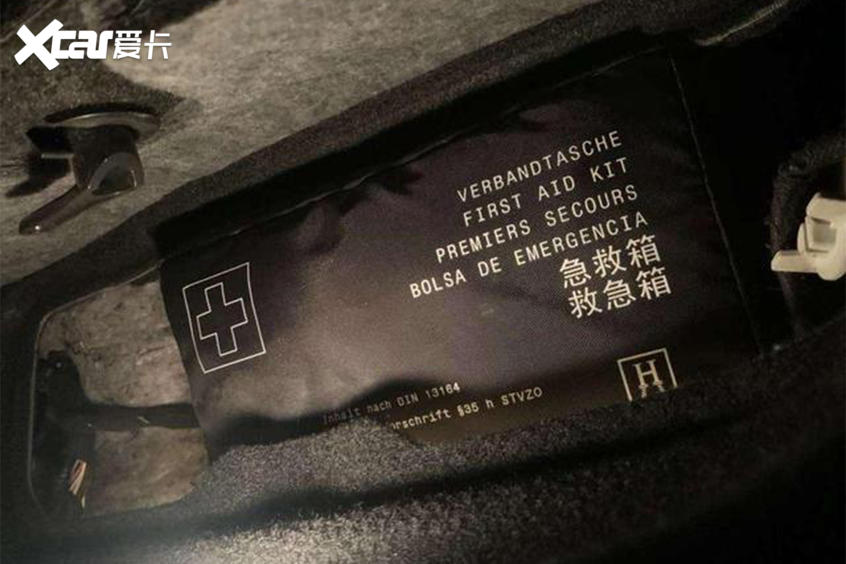 Xcar爱卡
VERBANDTASCHE
FIRST AID KIT
PREMIERS SECOURS
BOLSA DE EMERGENCIA
急救箱
救急箱
H
Inhalt nach DIN 13164
§35 h STVZO